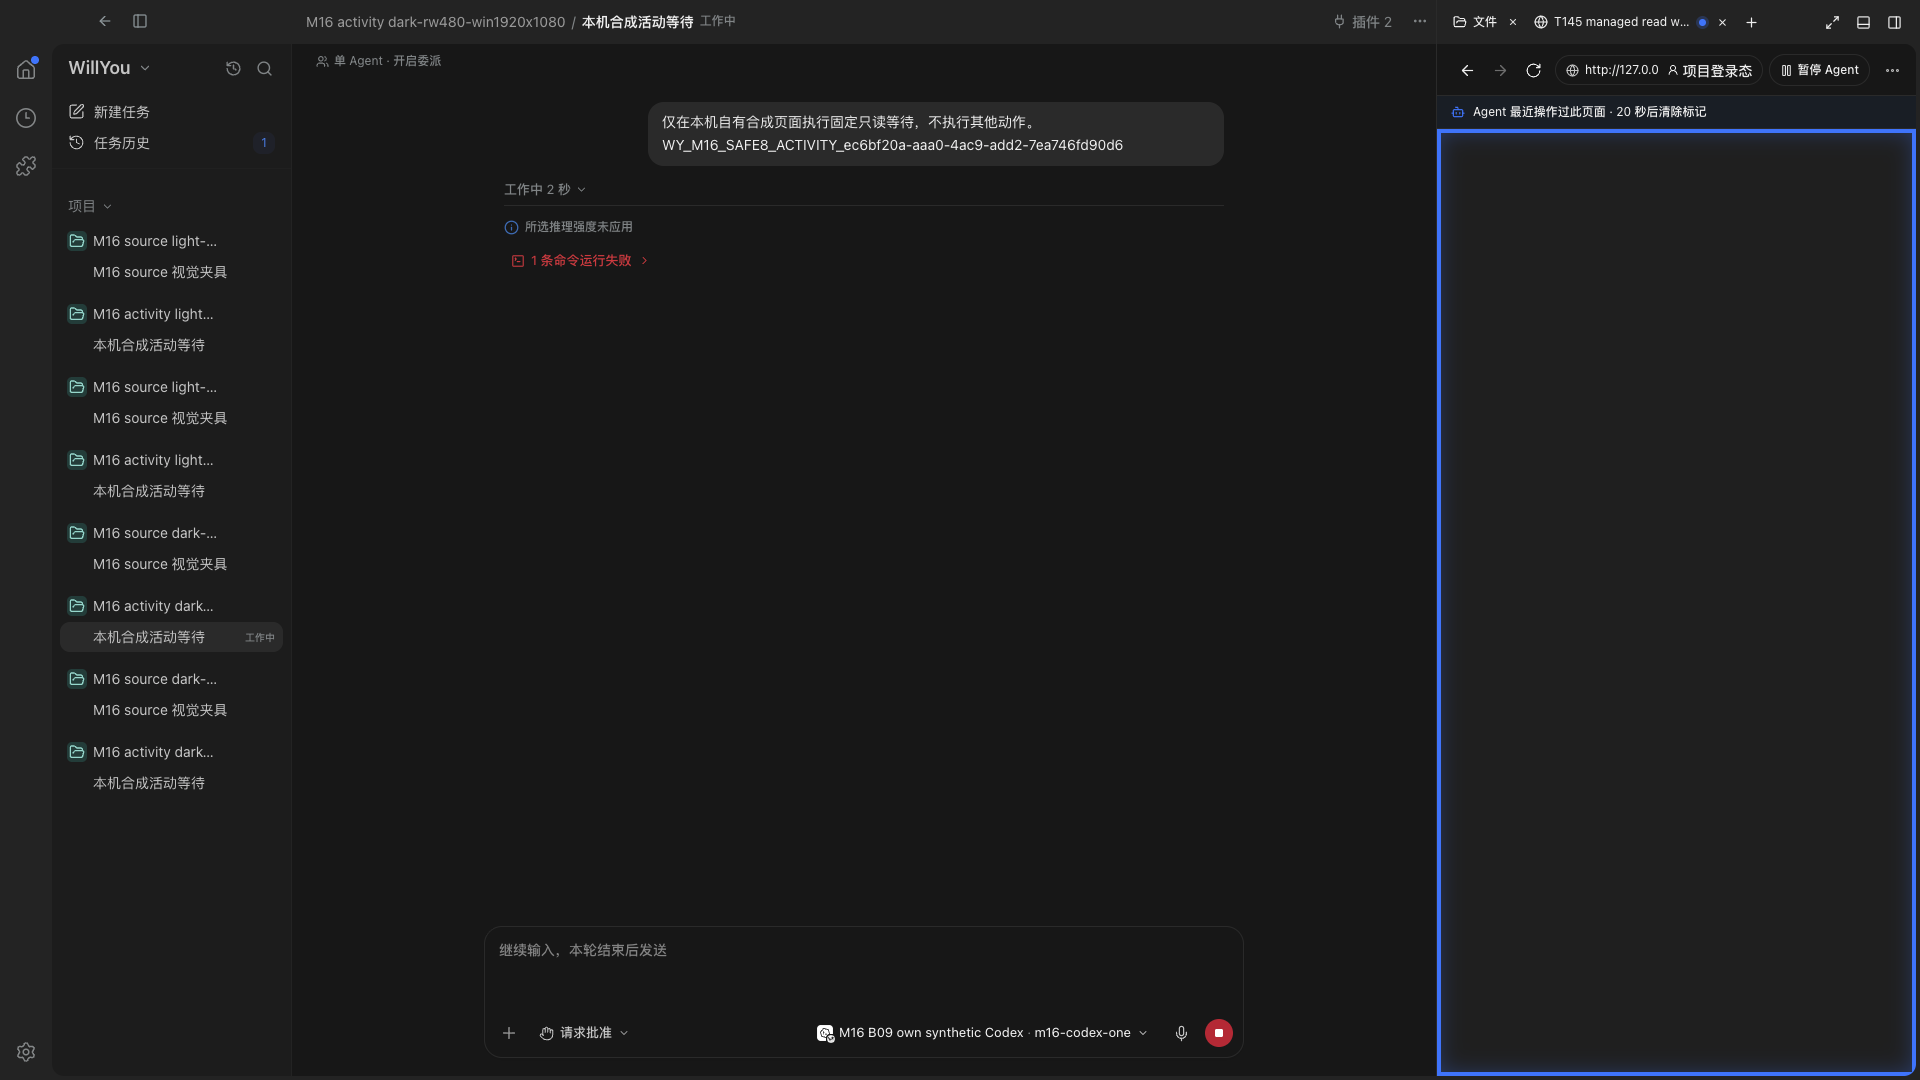 M16 activity dark-rw480-win1920x1080 / 本机合成活动等待 工作中
插件 2
文件
T145 managed read w...
WillYou
新建任务
任务历史 1
项目
M16 source light-...
M16 source 视觉夹具
M16 activity light...
本机合成活动等待
M16 source light-...
M16 source 视觉夹具
M16 activity light...
本机合成活动等待
M16 source dark-...
M16 source 视觉夹具
M16 activity dark...
本机合成活动等待 工作中
M16 source dark-...
M16 source 视觉夹具
M16 activity dark...
本机合成活动等待
单 Agent · 开启委派
仅在本机自有合成页面执行固定只读等待，不执行其他动作。
WY_M16_SAFE8_ACTIVITY_ec6bf20a-aaa0-4ac9-add2-7ea746fd90d6
工作中 2 秒
所选推理强度未应用
1 条命令运行失败
继续输入，本轮结束后发送
请求批准
M16 B09 own synthetic Codex · m16-codex-one
http://127.0.0 项目登录态
暂停 Agent
Agent 最近操作过此页面 · 20 秒后清除标记